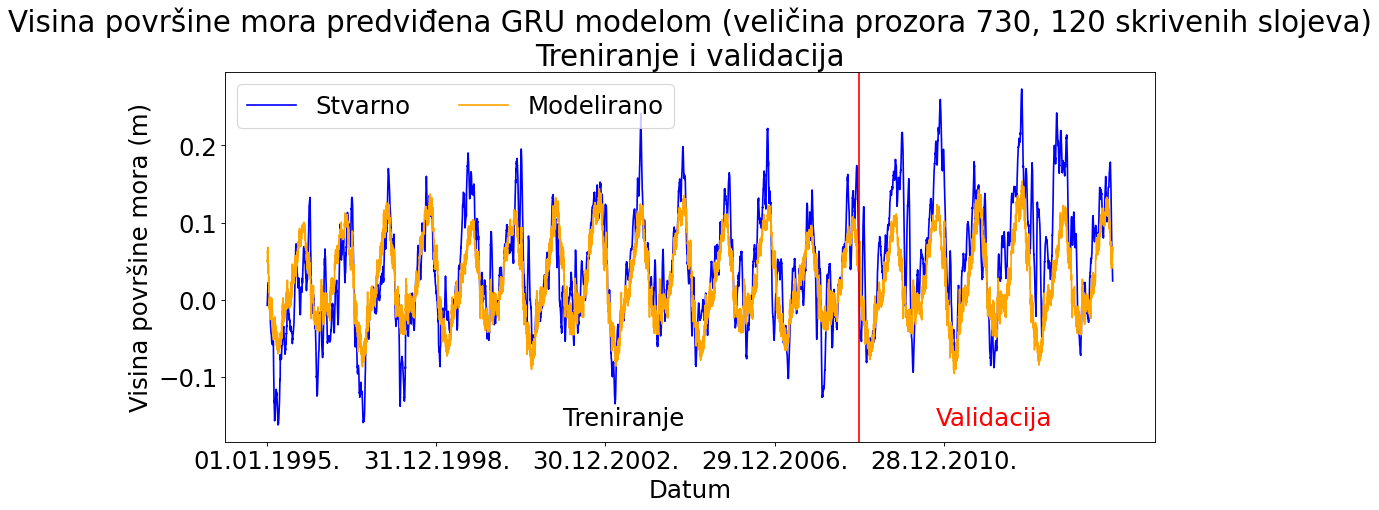 Visina površine mora predviđena GRU modelom (veličina prozora 730, 120 skrivenih slojeva)
Treniranje i validacija
Stvarno
Modelirano
Visina površine mora (m)
0.2
0.1
0.0
−0.1
Treniranje
Validacija
01.01.1995.
31.12.1998.
30.12.2002.
29.12.2006.
28.12.2010.
Datum